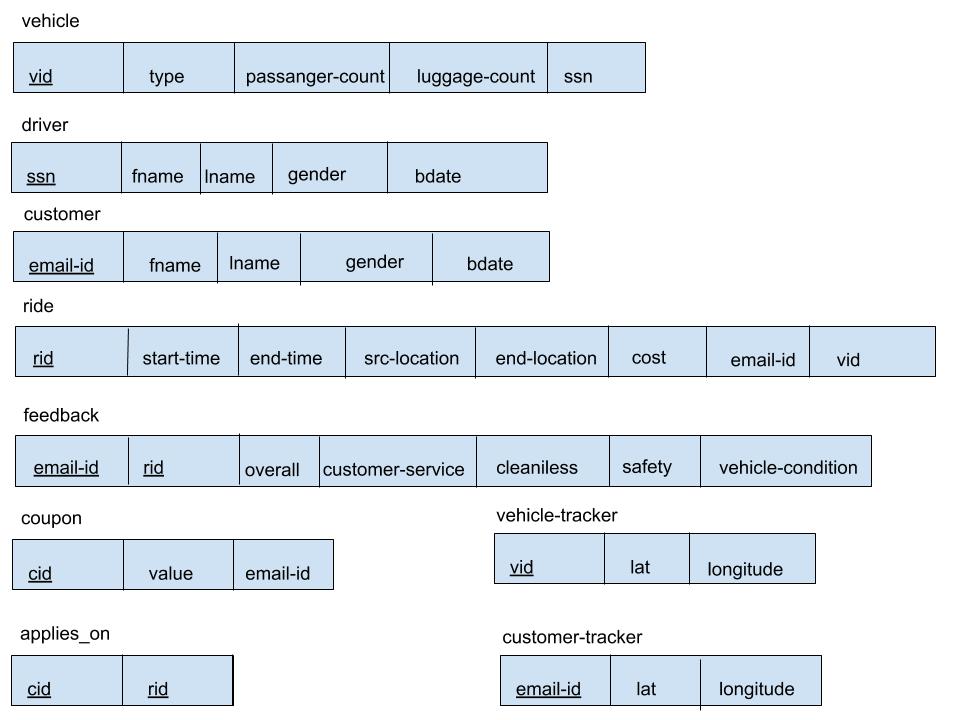 vehicle
vid type passanger-count luggage-count ssn
driver
ssn fname lname gender bdate
customer
email-id fname lname gender bdate
ride
rid start-time end-time src-location end-location cost email-id vid
feedback
email-id rid overall customer-service cleaniless safety vehicle-condition
coupon
cid value email-id
vehicle-tracker
vid lat longitude
applies_on
cid rid
customer-tracker
email-id lat longitude